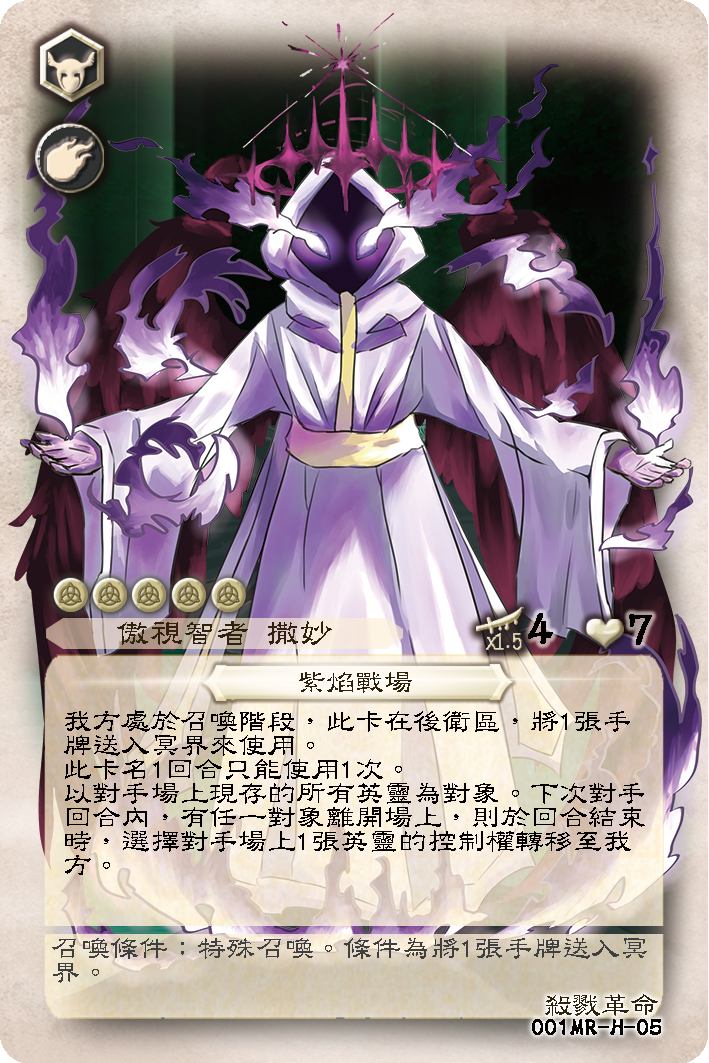 傲視智者 撒妙
x1.5 4 7
紫焰戰場
我方處於召喚階段，此卡在後衛區，將1張手
牌送入冥界來使用。
此卡名1回合只能使用1次。
以對手場上現存的所有英靈為對象。下次對手
回合內，有任一對象離開場上，則於回合結束
時，選擇對手場上1張英靈的控制權轉移至我
方。
召喚條件：特殊召喚。條件為將1張手牌送入冥
界。
殺戮革命
001MR-H-05